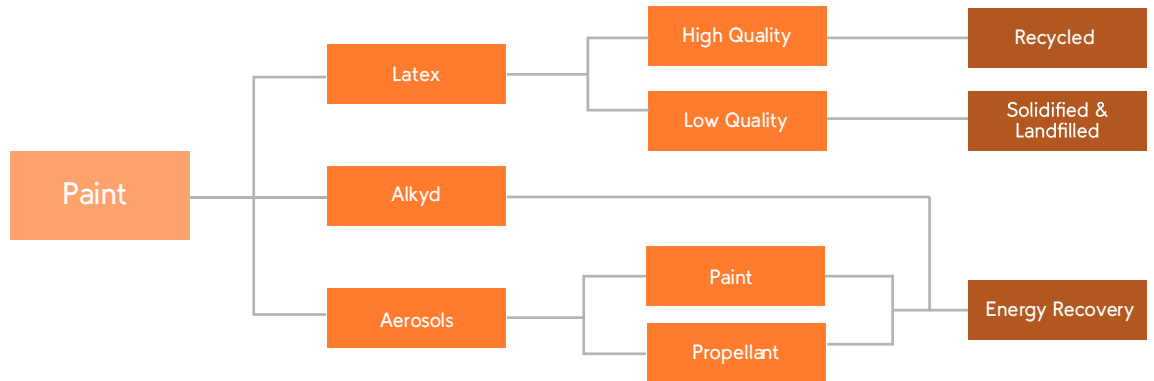 Paint
Latex
High Quality
Recycled
Low Quality
Solidified &
Landfilled
Alkyd
Aerosols
Paint
Propellant
Energy Recovery